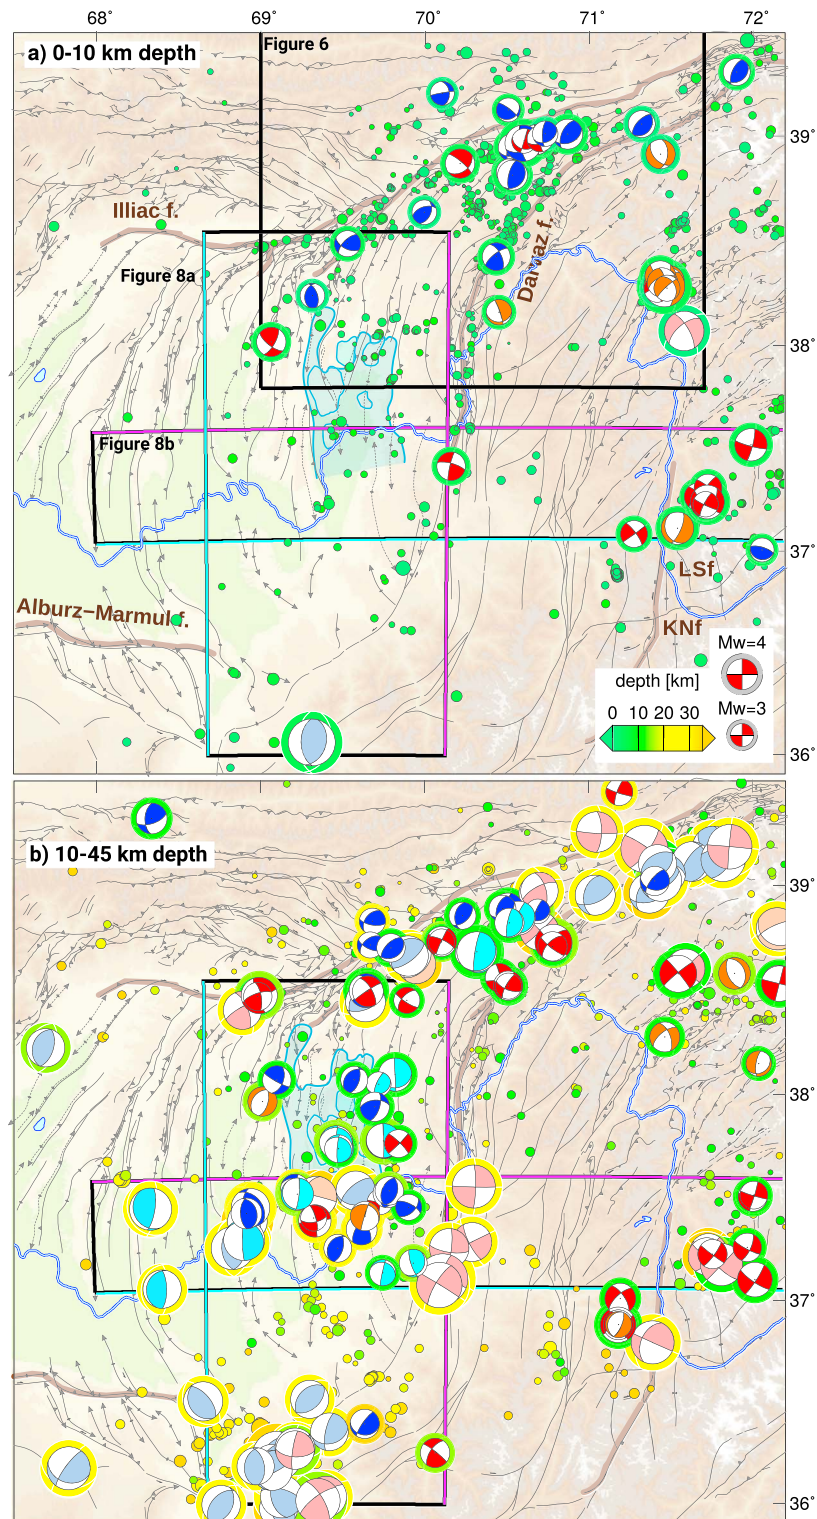 68˚ 69˚ 70˚ 71˚ 72˚
a) 0-10 km depth
Figure 6
39˚
Illiac f.
Darvaz f.
Figure 8a
38˚
Figure 8b
37˚
LSf
Alburz−Marmul f.
KNf
Mw=4
depth [km]
0 10 20 30
Mw=3
36˚
b) 10-45 km depth
39˚
38˚
37˚
36˚